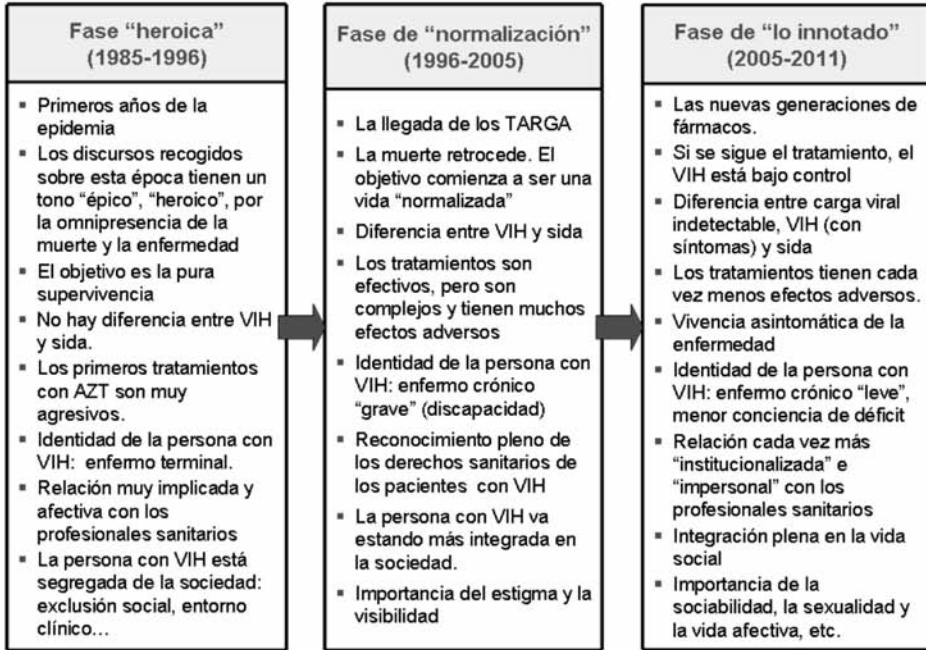 Fase “heroica”
(1985-1996)
▪ Primeros años de la
epidemia
▪ Los discursos recogidos
sobre esta época tienen un
tono “épico”, “heroico”, por
la omnipresencia de la
muerte y la enfermedad
▪ El objetivo es la pura
supervivencia
▪ No hay diferencia entre VIH
y sida.
▪ Los primeros tratamientos
con AZT son muy
agresivos.
▪ Identidad de la persona con
VIH: enfermo terminal.
▪ Relación muy implicada y
afectiva con los
profesionales sanitarios
▪ La persona con VIH está
segregada de la sociedad:
exclusión social, entorno
clínico…
Fase de “normalización”
(1996-2005)
▪ La llegada de los TARGA
▪ La muerte retrocede. El
objetivo comienza a ser una
vida “normalizada”
▪ Diferencia entre VIH y sida
▪ Los tratamientos son
efectivos, pero son
complejos y tienen muchos
efectos adversos
▪ Identidad de la persona con
VIH: enfermo crónico
“grave” (discapacidad)
▪ Reconocimiento pleno de
los derechos sanitarios de
los pacientes con VIH
▪ La persona con VIH va
estando más integrada en
la sociedad.
▪ Importancia del estigma y la
visibilidad
Fase de “lo innotado”
(2005-2011)
▪ Las nuevas generaciones de
fármacos.
▪ Si se sigue el tratamiento, el
VIH está bajo control
▪ Diferencia entre carga viral
indetectable, VIH (con
síntomas) y sida
▪ Los tratamientos tienen cada
vez menos efectos adversos.
▪ Vivencia asintomática de la
enfermedad
▪ Identidad de la persona con
VIH: enfermo crónico “leve”,
menor conciencia de déficit
▪ Relación cada vez más
“institucionalizada” e
“impersonal” con los
profesionales sanitarios
▪ Integración plena en la vida
social
▪ Importancia de la
sociabilidad, la sexualidad y
la vida afectiva, etc.